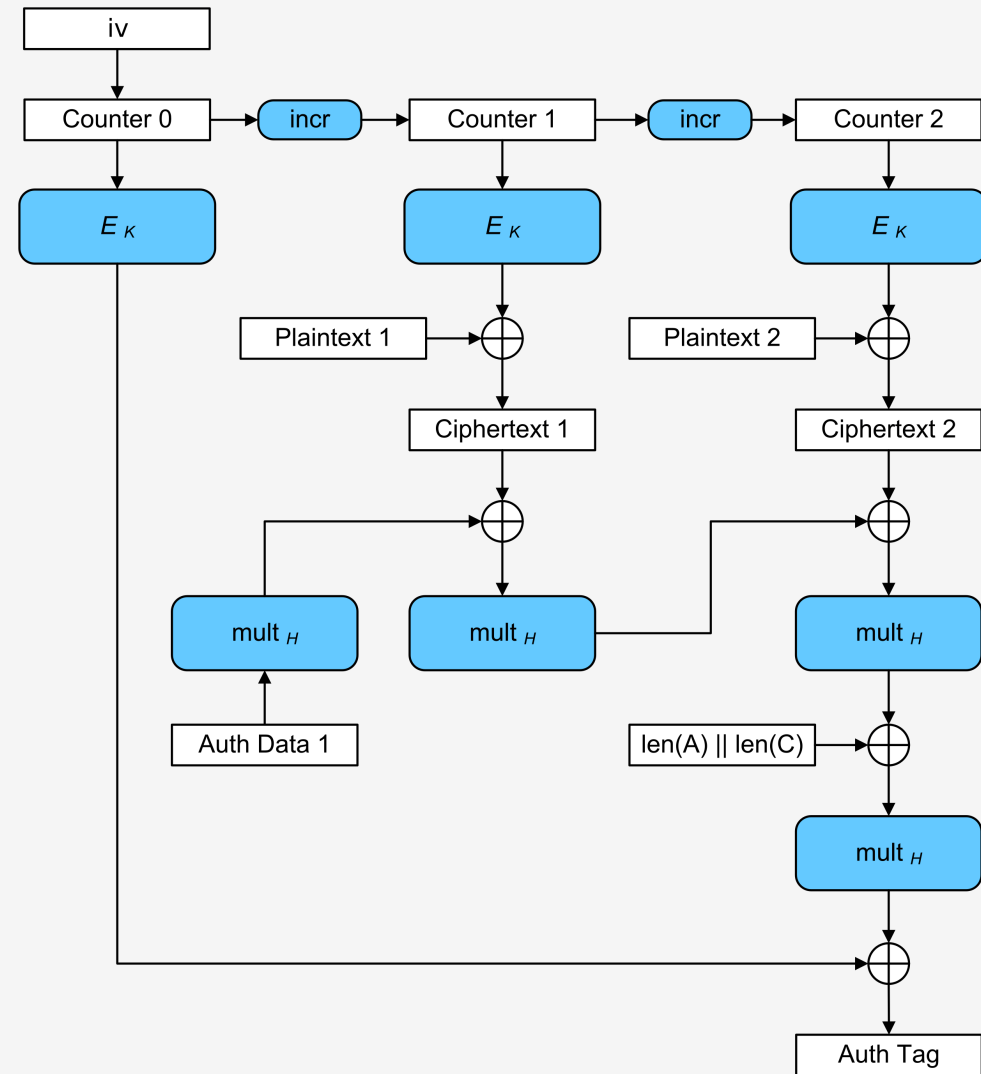 iv
Counter 0
incr
Counter 1
incr
Counter 2
E K
E K
E K
Plaintext 1
Plaintext 2
Ciphertext 1
Ciphertext 2
mult H
mult H
mult H
Auth Data 1
len(A) || len(C)
mult H
Auth Tag